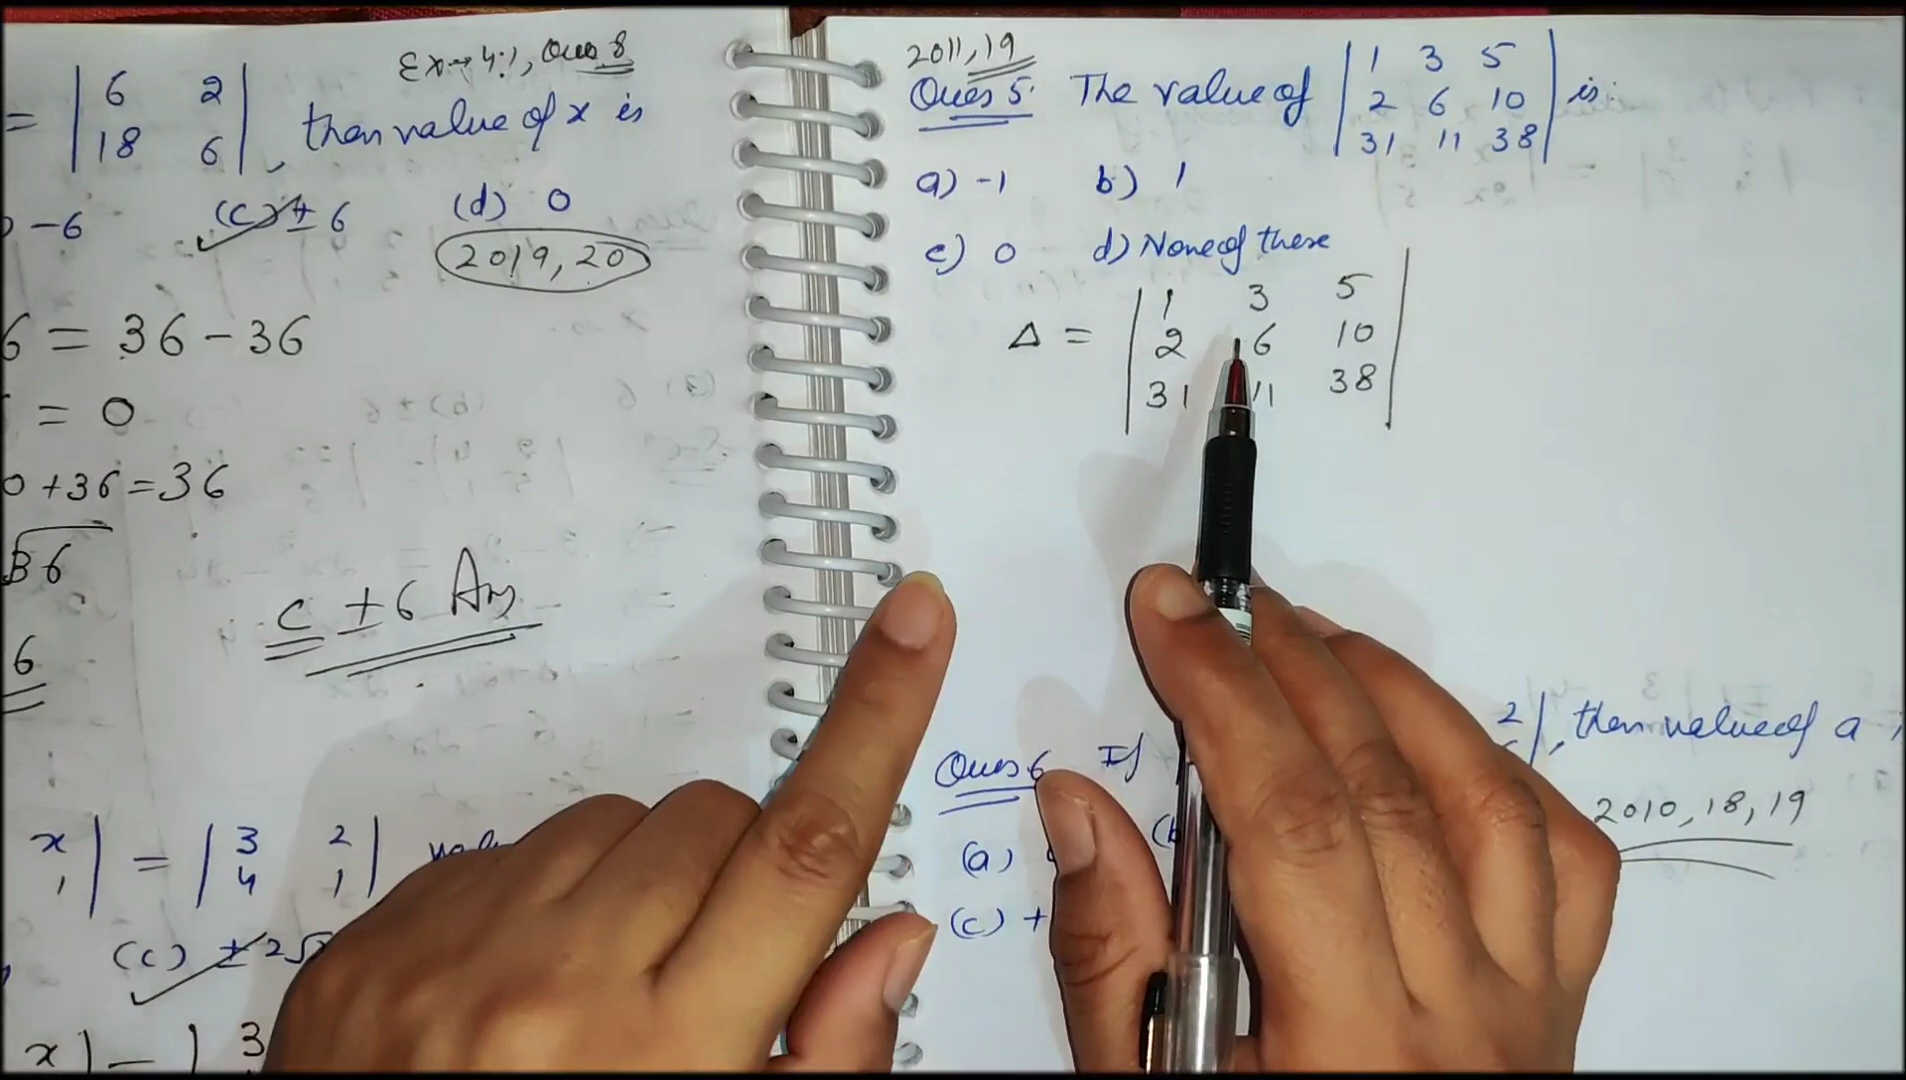 Ex→4.1, Ques 8
= | 6 2 |
| 18 6 | , then value of x is
-6 (c) ± 6 (d) 0
2019, 20
6 = 36 - 36
= 0
0 + 36 = 36
√36
6
c ± 6 Ans
x | = | 3 2 |
1 | | 4 1 |
(c) ± 2√
x | - | 3
2011, 19
Ques 5. The value of | 1 3 5 | is.
| 2 6 10 |
| 31 11 38 |
a) -1 b) 1
c) 0 d) None of these
Δ = | 1 3 5 |
| 2 6 10 |
| 31 11 38 |
Ques 6 If 2 | , then value of a
2010, 18, 19
(a) (b
(c) +